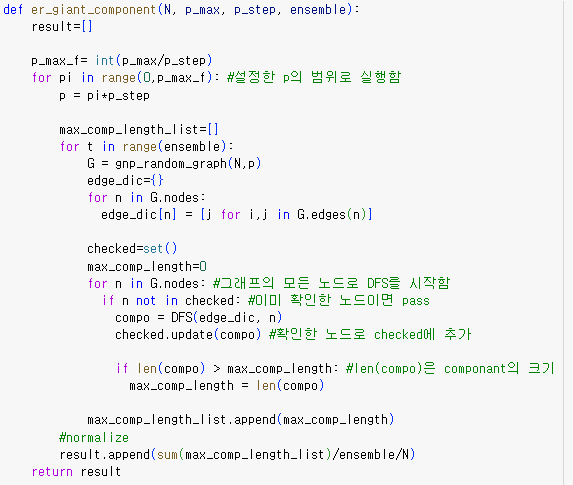 def er_giant_component(N, p_max, p_step, ensemble):
    result=[]

    p_max_f= int(p_max/p_step)
    for pi in range(0,p_max_f): #설정한 p의 범위로 실행함
        p = pi*p_step

        max_comp_length_list=[]
        for t in range(ensemble):
            G = gnp_random_graph(N,p)
            edge_dic={}
            for n in G.nodes:
              edge_dic[n] = [j for i,j in G.edges(n)]

            checked=set()
            max_comp_length=0
            for n in G.nodes: #그래프의 모든 노드로 DFS를 시작함
              if n not in checked: #이미 확인한 노드이면 pass
                compo = DFS(edge_dic, n)
                checked.update(compo) #확인한 노드로 checked에 추가

                if len(compo) > max_comp_length: #len(compo)은 componant의 크기
                  max_comp_length = len(compo)

            max_comp_length_list.append(max_comp_length)
        #normalize
        result.append(sum(max_comp_length_list)/ensemble/N)
    return result